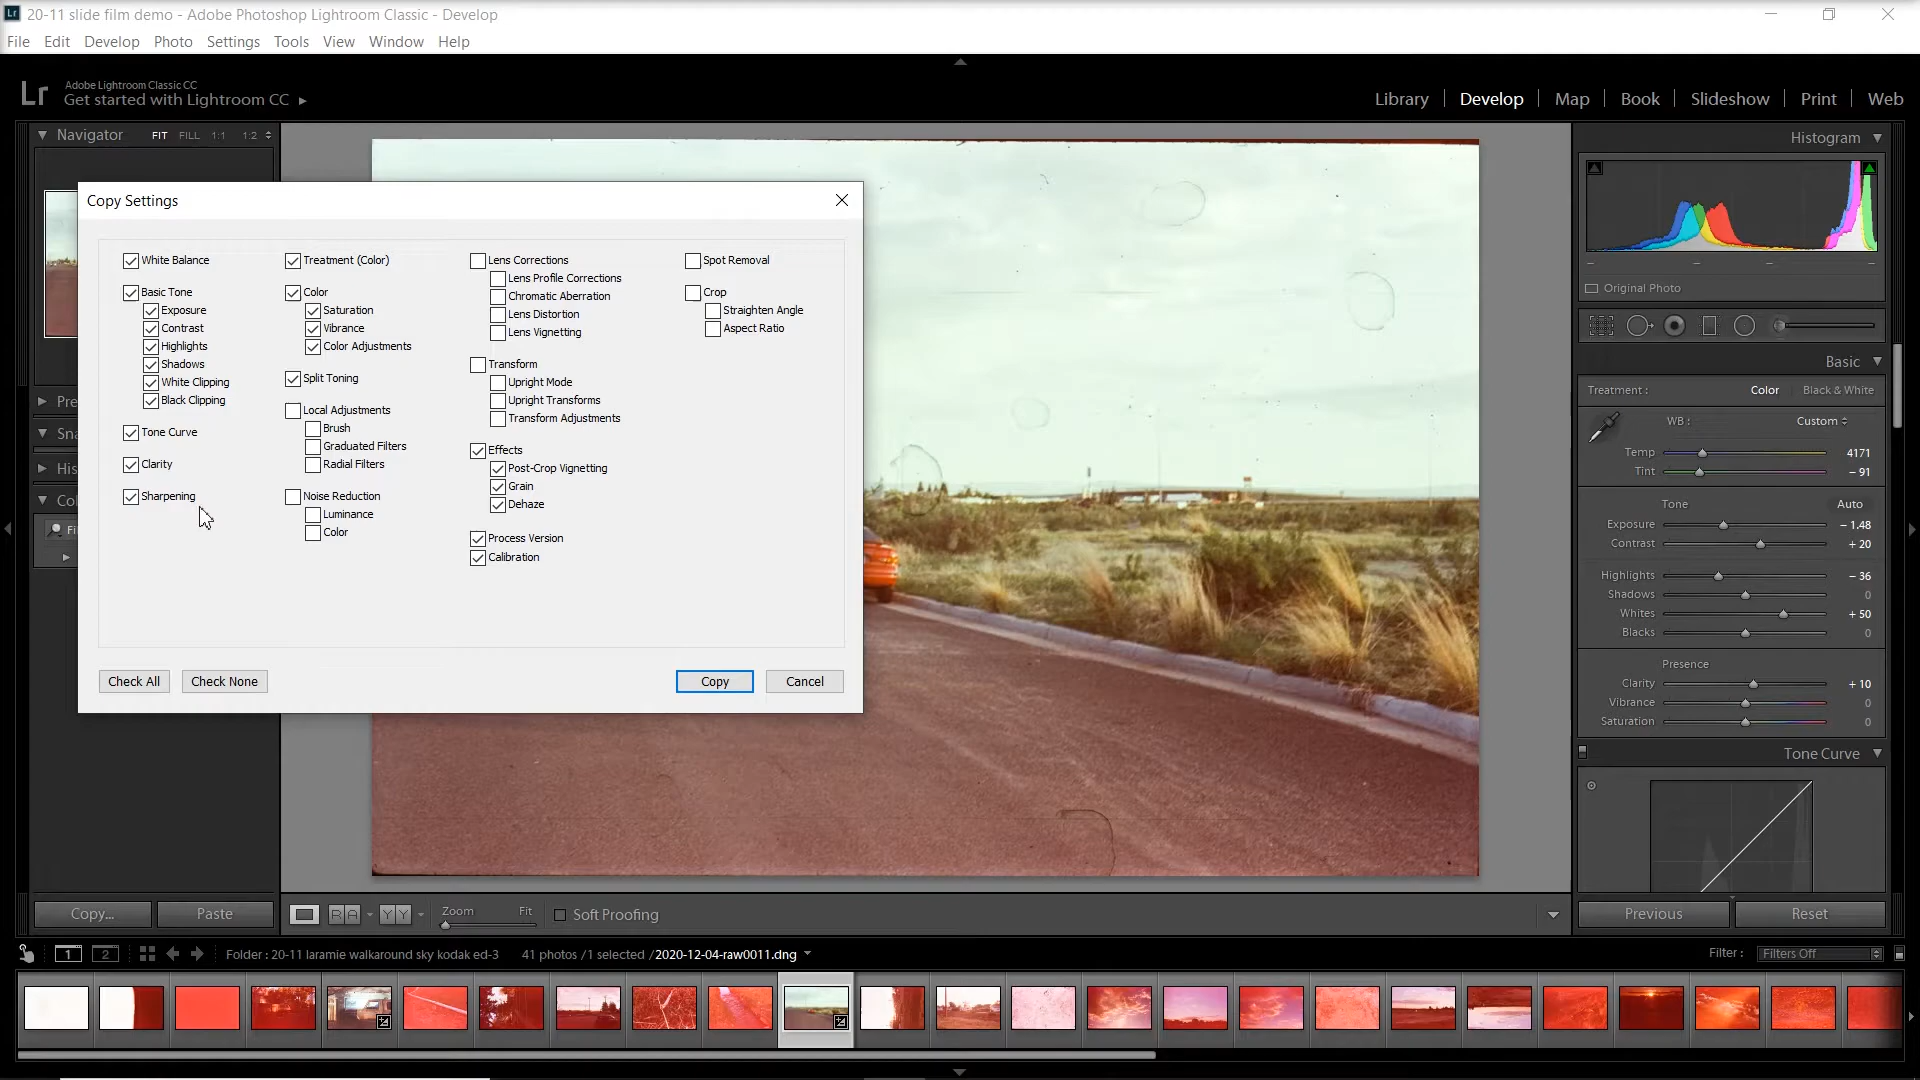 20-11 slide film demo - Adobe Photoshop Lightroom Classic - Develop
File Edit Develop Photo Settings Tools View Window Help
Lr Adobe Lightroom Classic CC
Get started with Lightroom CC
Library Develop Map Book Slideshow Print Web
Navigator FIT FILL 1:1 1:2
Histogram
Copy Settings
White Balance
Basic Tone
Exposure
Contrast
Highlights
Shadows
White Clipping
Black Clipping
Tone Curve
Clarity
Sharpening
Treatment (Color)
Color
Saturation
Vibrance
Color Adjustments
Split Toning
Local Adjustments
Brush
Graduated Filters
Radial Filters
Noise Reduction
Luminance
Color
Lens Corrections
Lens Profile Corrections
Chromatic Aberration
Lens Distortion
Lens Vignetting
Transform
Upright Mode
Upright Transforms
Transform Adjustments
Effects
Post-Crop Vignetting
Grain
Dehaze
Process Version
Calibration
Spot Removal
Crop
Straighten Angle
Aspect Ratio
Check All Check None Copy Cancel
Pre
Sna
His
Col
Fil
Original Photo
Basic
Treatment : Color Black & White
WB : Custom
Temp 4171
Tint – 91
Tone Auto
Exposure – 1.48
Contrast + 20
Highlights – 36
Shadows 0
Whites + 50
Blacks 0
Presence
Clarity + 10
Vibrance 0
Saturation 0
Tone Curve
Copy... Paste
R A Y Y Zoom Fit Soft Proofing
Previous Reset
1 2 Folder : 20-11 laramie walkaround sky kodak ed-3 41 photos /1 selected /2020-12-04-raw0011.dng Filter : Filters Off